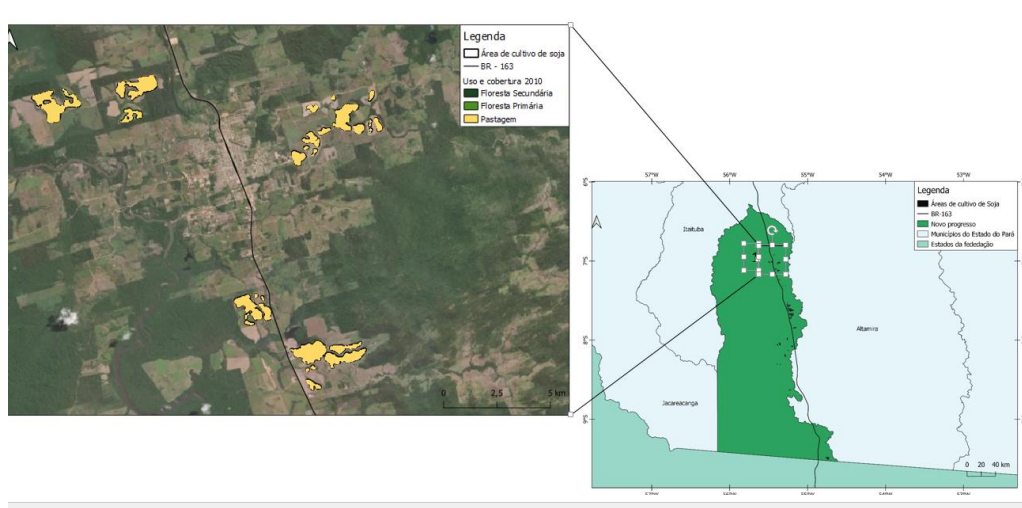 Legenda
Área de cultivo de soja
BR - 163
Uso e cobertura 2010
Floresta Secundária
Floresta Primária
Pastagem
0 2,5 5 km
57°W 56°W 55°W 54°W 53°W
6°S
7°S
8°S
9°S
Legenda
Áreas de cultivo de Soja
BR-163
Novo progresso
Municípios do Estado do Pará
Estados da fededação
Itaituba
Altamira
Jacareacanga
0 20 40 km